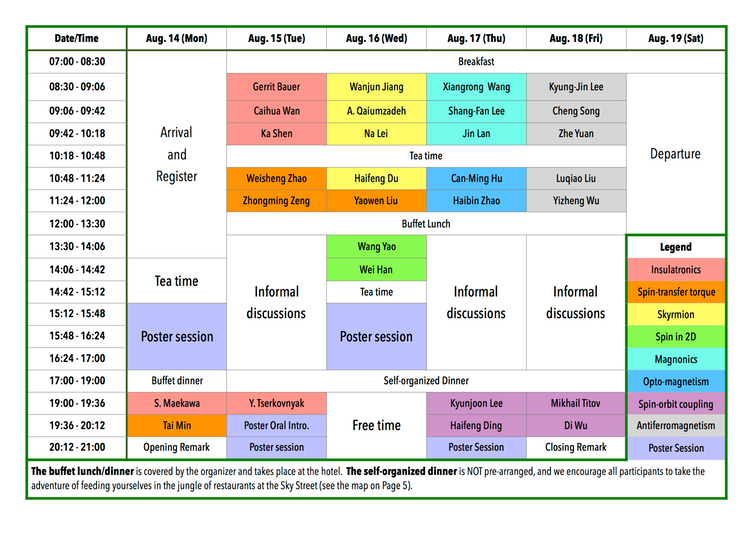 Date/Time Aug. 14 (Mon) Aug. 15 (Tue) Aug. 16 (Wed) Aug. 17 (Thu) Aug. 18 (Fri) Aug. 19 (Sat)
07:00 - 08:30 Breakfast
08:30 - 09:06 Gerrit Bauer Wanjun Jiang Xiangrong Wang Kyung-Jin Lee
09:06 - 09:42 Caihua Wan A. Qaiumzadeh Shang-Fan Lee Cheng Song
09:42 - 10:18 Arrival Ka Shen Na Lei Jin Lan Zhe Yuan
10:18 - 10:48 and Tea time Departure
10:48 - 11:24 Register Weisheng Zhao Haifeng Du Can-Ming Hu Luqiao Liu
11:24 - 12:00 Zhongming Zeng Yaowen Liu Haibin Zhao Yizheng Wu
12:00 - 13:30 Buffet Lunch
13:30 - 14:06 Wang Yao Legend
14:06 - 14:42 Tea time Wei Han Insulatronics
14:42 - 15:12 Informal Tea time Informal Informal Spin-transfer torque
15:12 - 15:48 discussions discussions discussions Skyrmion
15:48 - 16:24 Poster session Poster session Spin in 2D
16:24 - 17:00 Magnonics
17:00 - 19:00 Buffet dinner Self-organized Dinner Opto-magnetism
19:00 - 19:36 S. Maekawa Y. Tserkovnyak Kyunjoon Lee Mikhail Titov Spin-orbit coupling
19:36 - 20:12 Tai Min Poster Oral Intro. Free time Haifeng Ding Di Wu Antiferromagnetism
20:12 - 21:00 Opening Remark Poster session Poster Session Closing Remark Poster Session
The buffet lunch/dinner is covered by the organizer and takes place at the hotel. The self-organized dinner is NOT pre-arranged, and we encourage all participants to take the
adventure of feeding yourselves in the jungle of restaurants at the Sky Street (see the map on Page 5).